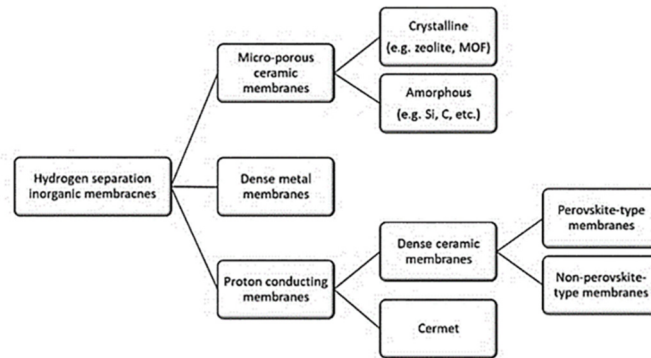 Crystalline
(e.g. zeolite, MOF)
Micro-porous
ceramic
membranes
Amorphous
(e.g. Si, C, etc.)
Hydrogen separation
inorganic membracnes
Dense metal
membranes
Perovskite-type
membranes
Dense ceramic
membranes
Non-perovskite-
type membranes
Proton conducting
membranes
Cermet